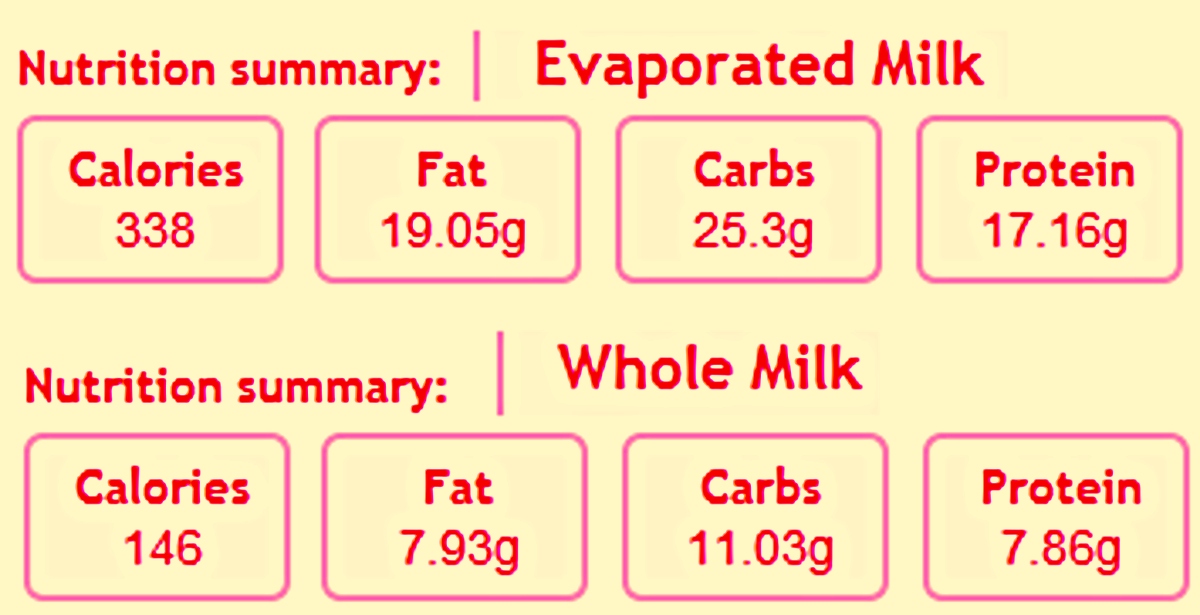 Nutrition summary: Evaporated Milk
Calories Fat Carbs Protein
338 19.05g 25.3g 17.16g
Nutrition summary: Whole Milk
Calories Fat Carbs Protein
146 7.93g 11.03g 7.86g